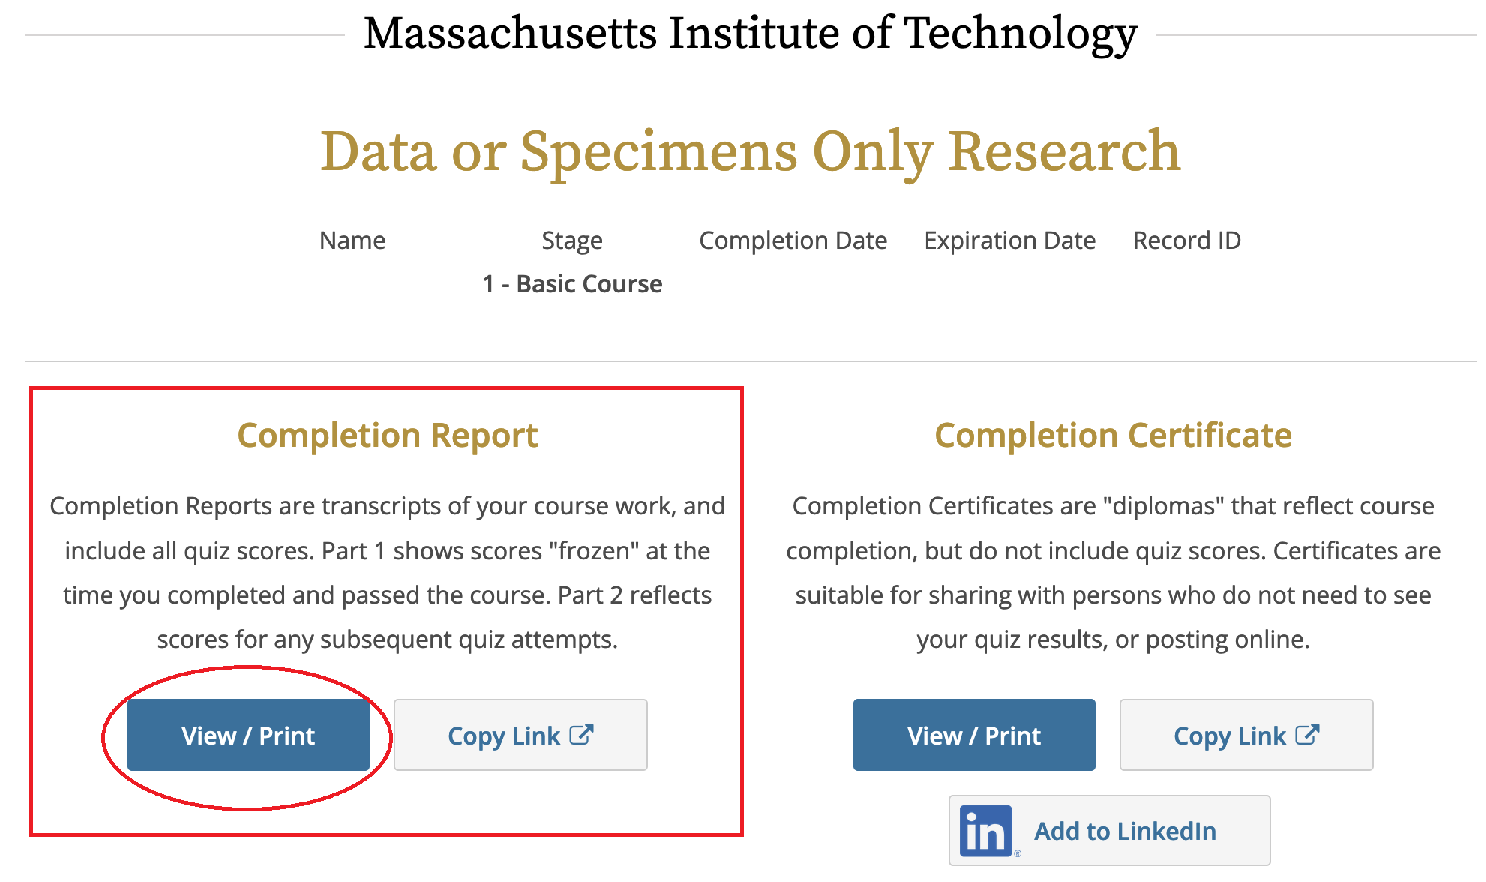 Massachusetts Institute of Technology
Data or Specimens Only Research
Name Stage Completion Date Expiration Date Record ID
1 - Basic Course
Completion Report
Completion Reports are transcripts of your course work, and
include all quiz scores. Part 1 shows scores "frozen" at the
time you completed and passed the course. Part 2 reflects
scores for any subsequent quiz attempts.
View / Print Copy Link
Completion Certificate
Completion Certificates are "diplomas" that reflect course
completion, but do not include quiz scores. Certificates are
suitable for sharing with persons who do not need to see
your quiz results, or posting online.
View / Print Copy Link
in® Add to LinkedIn